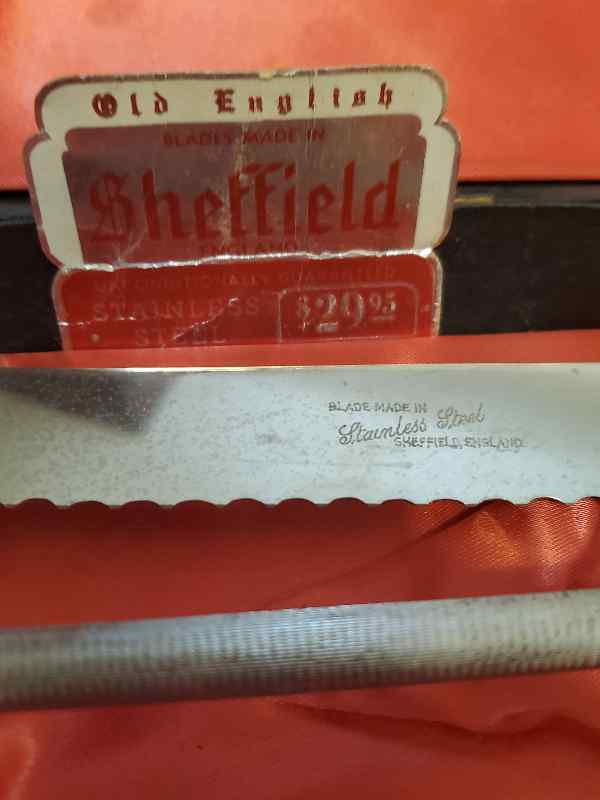 Old English
BLADES MADE IN
Sheffield
ENGLAND
UNCONDITIONALLY GUARANTEED
STAINLESS
STEEL
$29.95
BLADE MADE IN
Stainless Steel
SHEFFIELD, ENGLAND